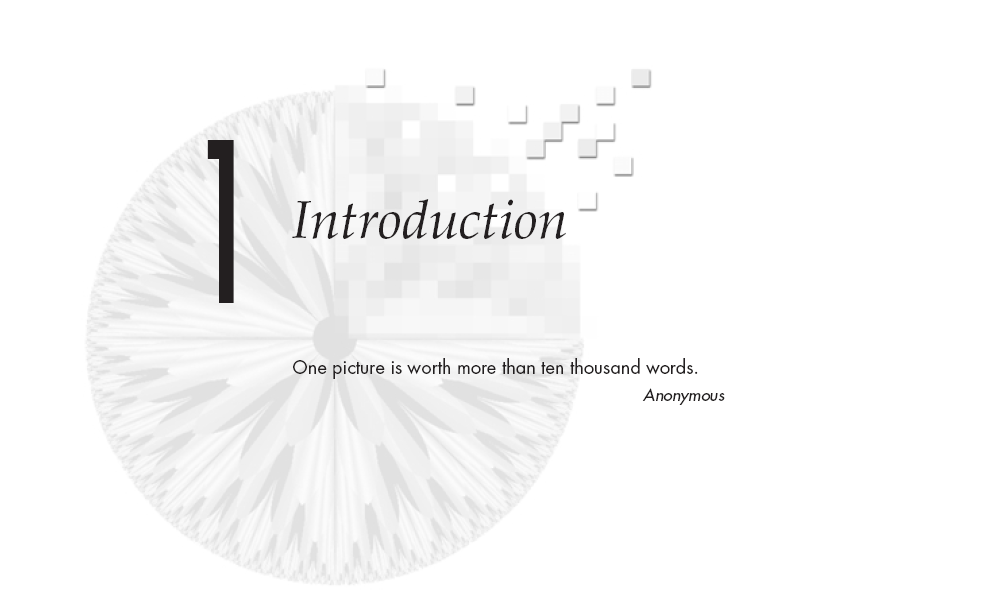 1
Introduction
One picture is worth more than ten thousand words.
Anonymous